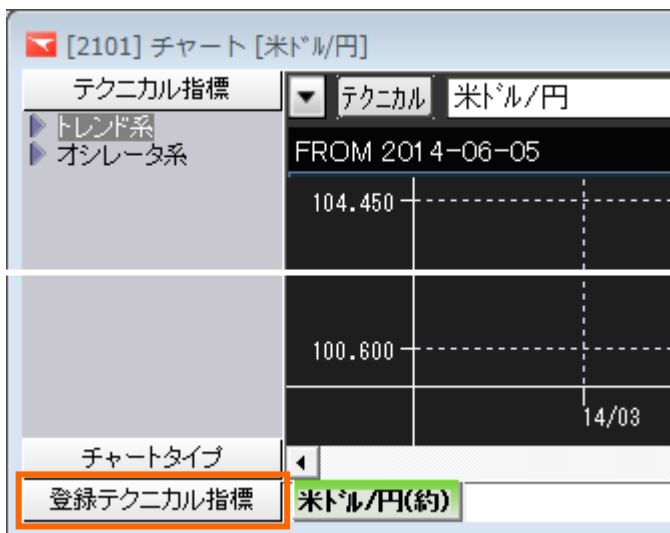 [2101] チャート [米ﾄﾞﾙ/円]
テクニカル指標
テクニカル
米ﾄﾞﾙ/円
トレンド系
オシレータ系
FROM 2014-06-05
104.450
100.600
14/03
チャートタイプ
登録テクニカル指標
米ﾄﾞﾙ/円(約)